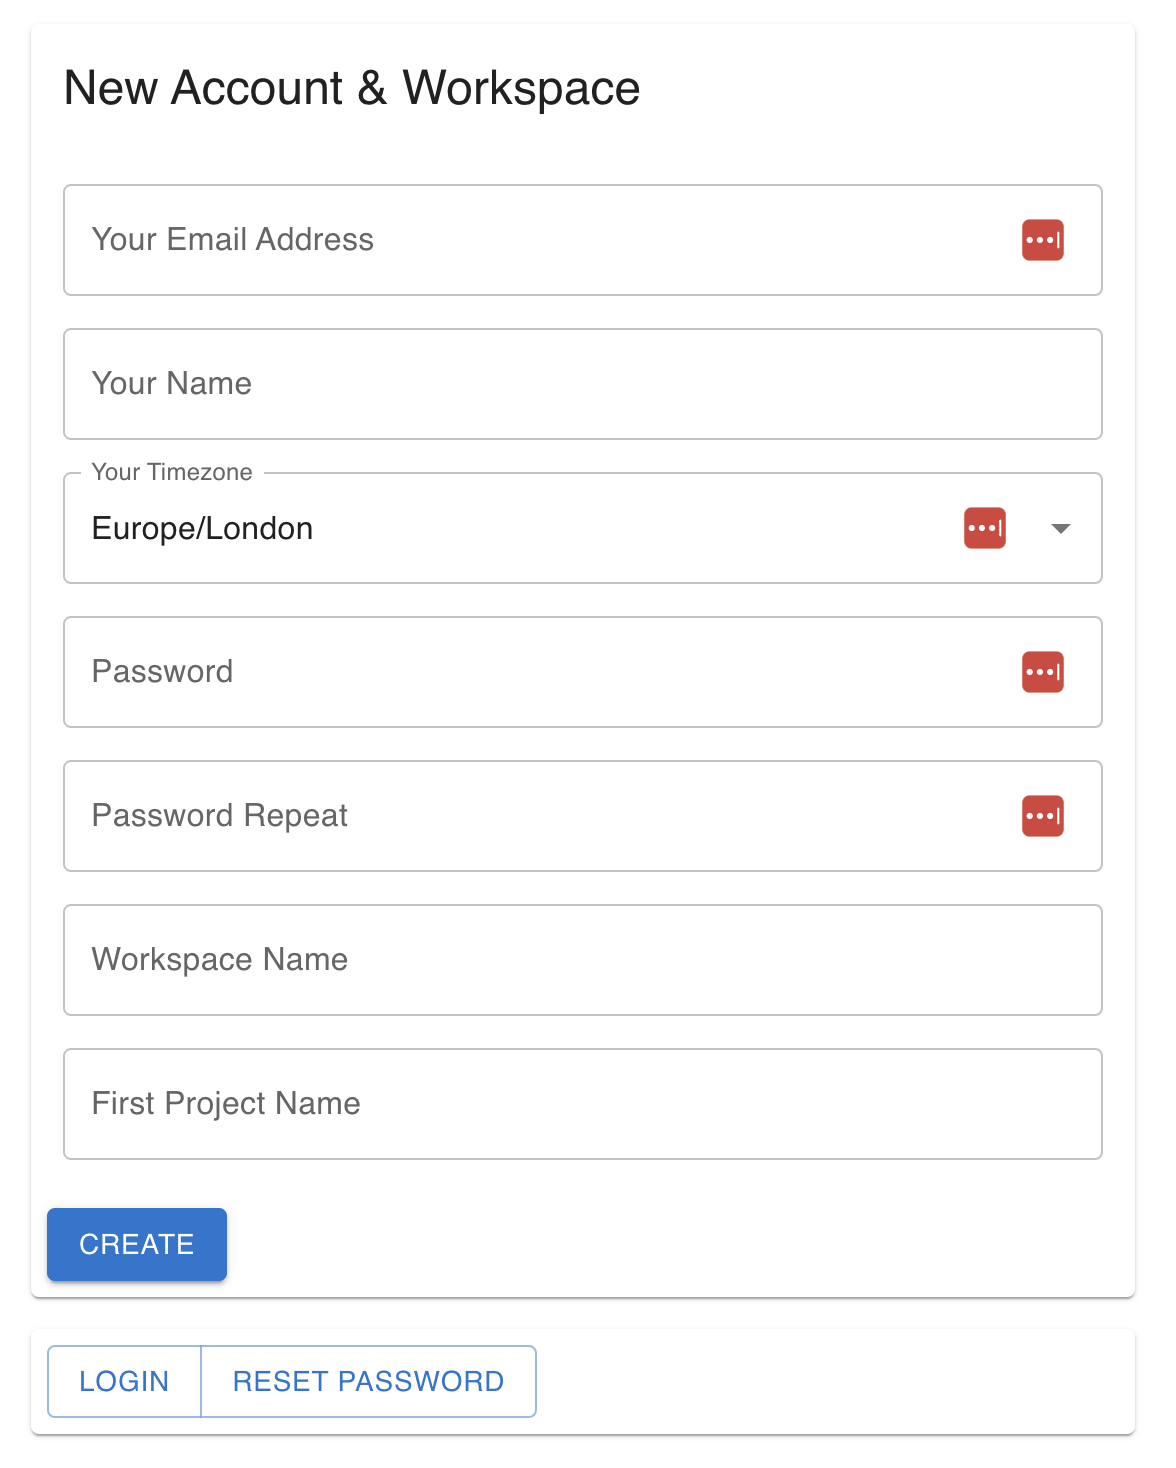 New Account & Workspace
Your Email Address
Your Name
Your Timezone
Europe/London
Password
Password Repeat
Workspace Name
First Project Name
CREATE
LOGIN RESET PASSWORD